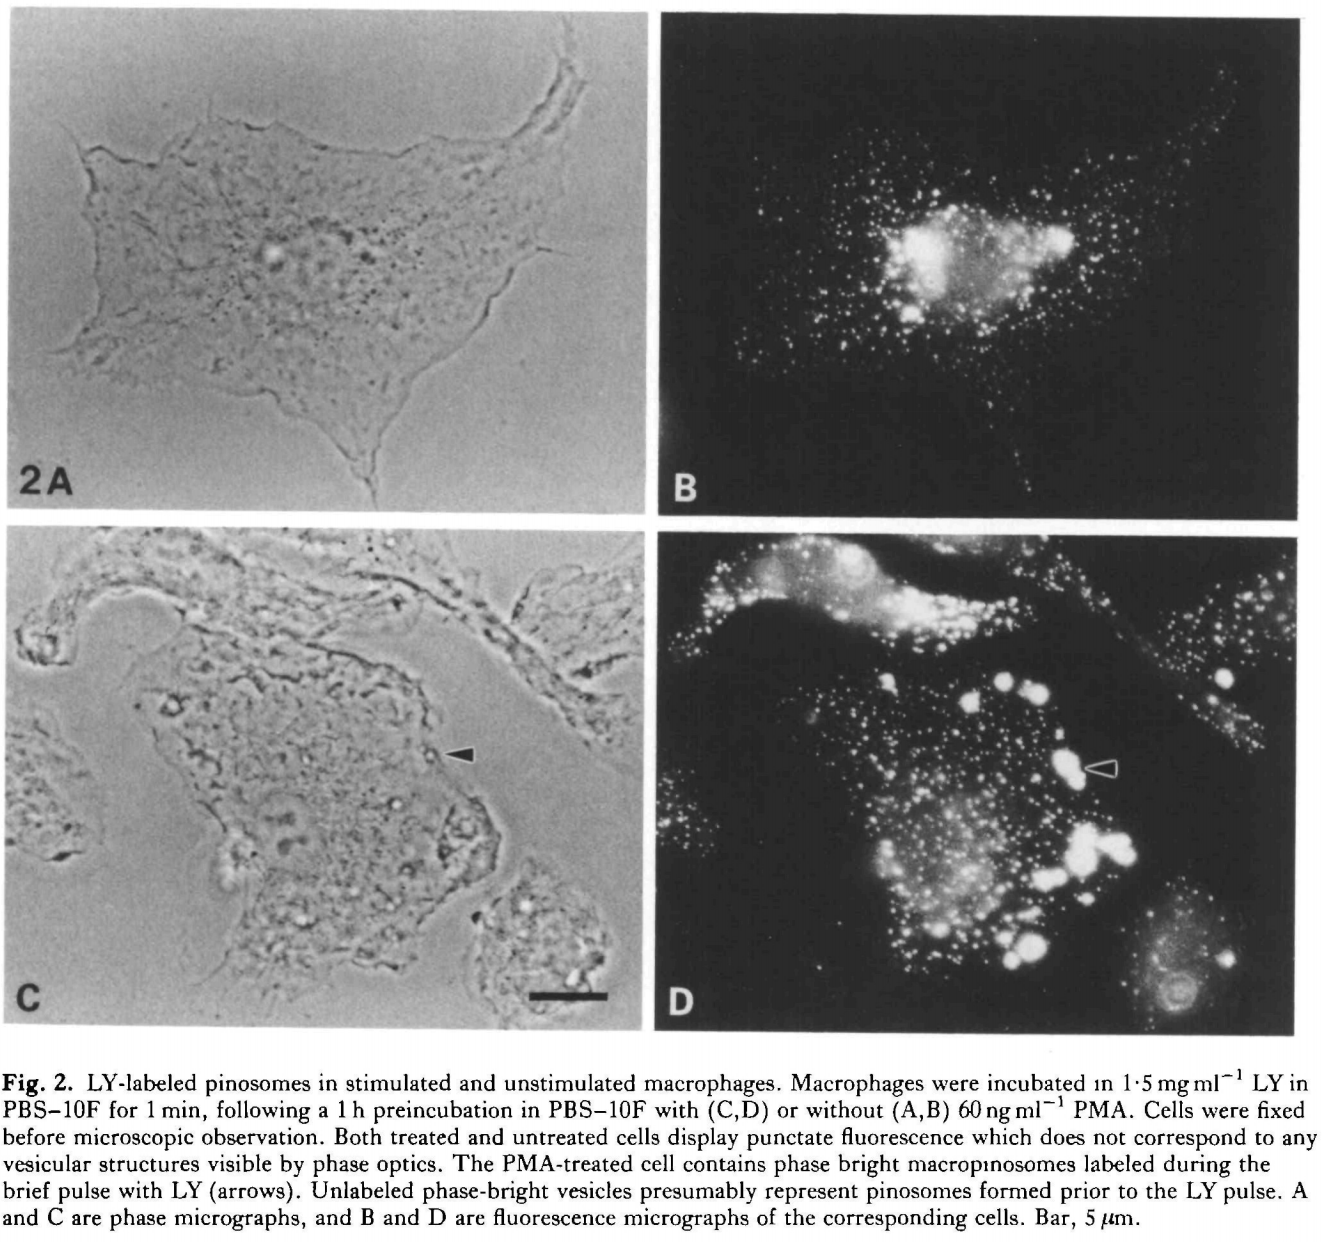 2A
B
C
D
Fig. 2. LY-labeled pinosomes in stimulated and unstimulated macrophages. Macrophages were incubated in 1·5 mg ml⁻¹ LY in
PBS–10F for 1 min, following a 1 h preincubation in PBS–10F with (C,D) or without (A,B) 60 ng ml⁻¹ PMA. Cells were fixed
before microscopic observation. Both treated and untreated cells display punctate fluorescence which does not correspond to any
vesicular structures visible by phase optics. The PMA-treated cell contains phase bright macropinosomes labeled during the
brief pulse with LY (arrows). Unlabeled phase-bright vesicles presumably represent pinosomes formed prior to the LY pulse. A
and C are phase micrographs, and B and D are fluorescence micrographs of the corresponding cells. Bar, 5 μm.